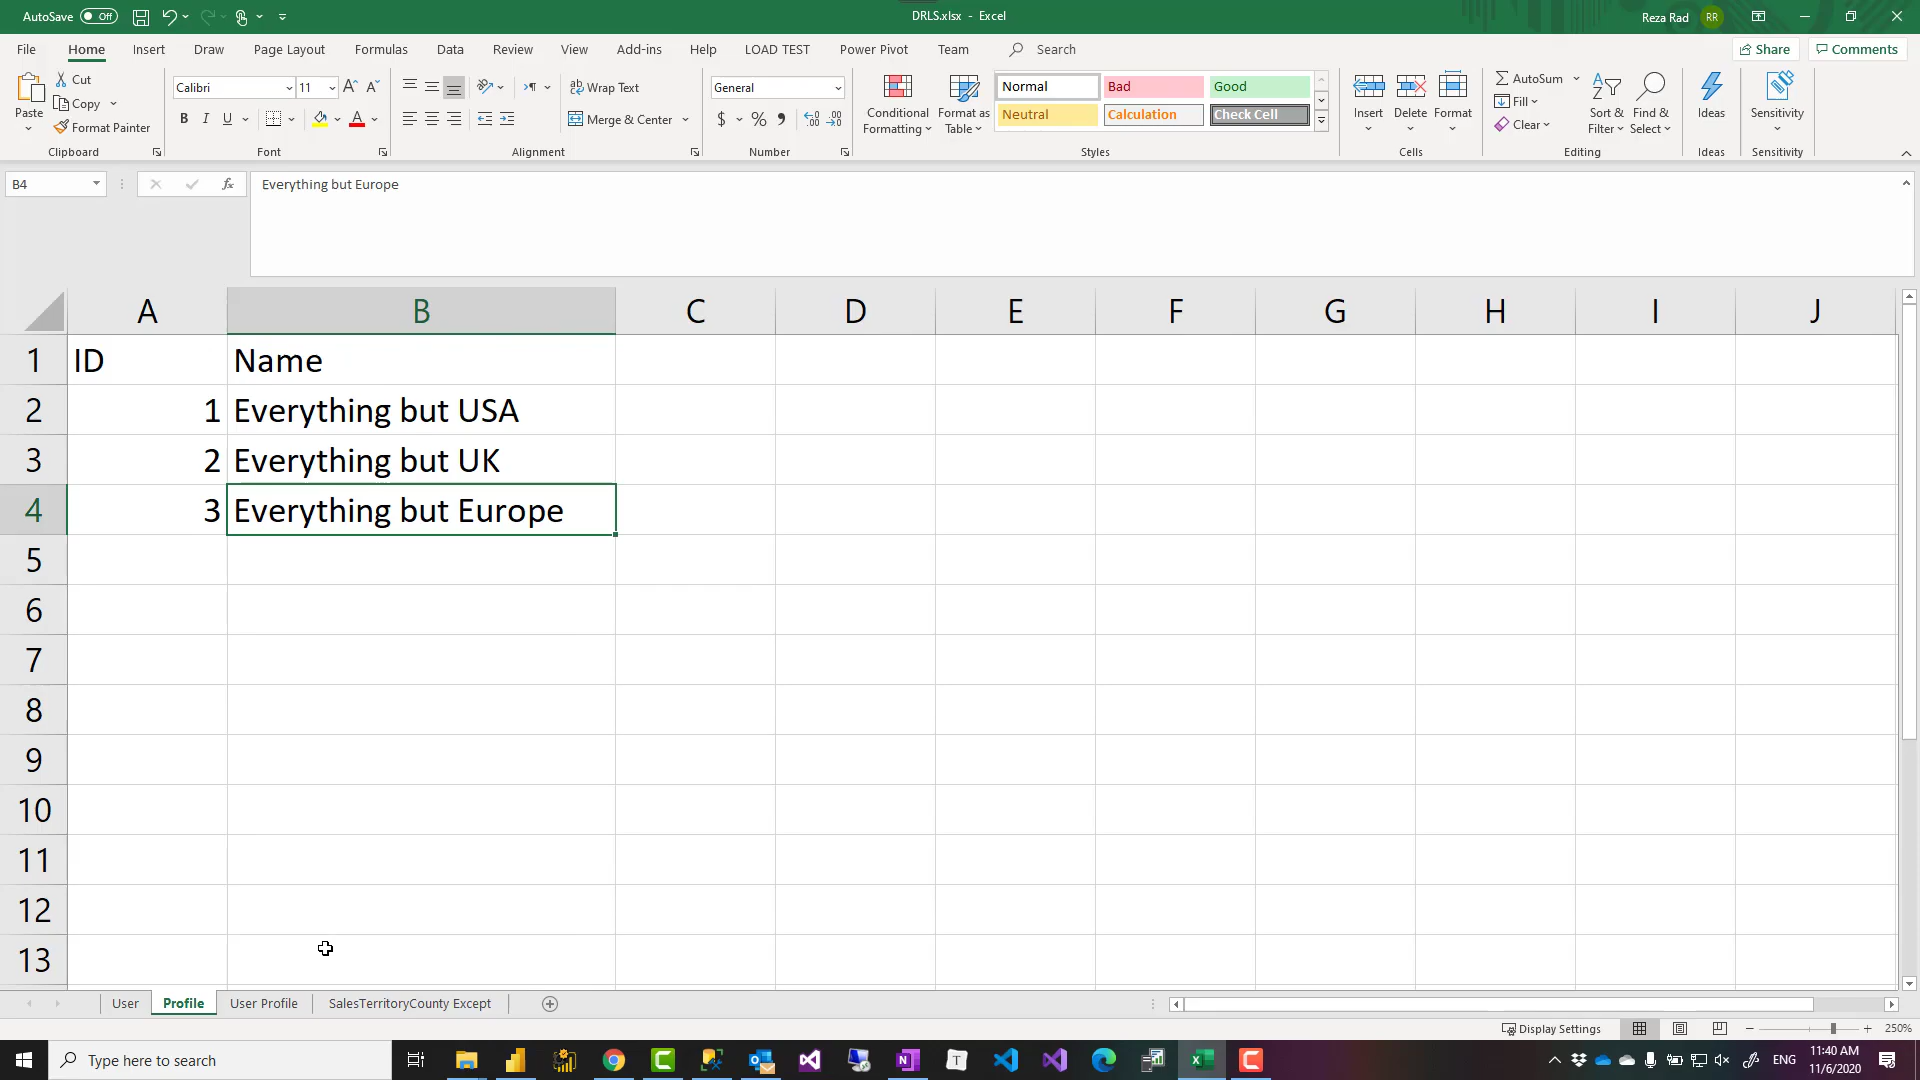 AutoSave Off
DRLS.xlsx - Excel
Reza Rad RR
File Home Insert Draw Page Layout Formulas Data Review View Add-ins Help LOAD TEST Power Pivot Team Search Share Comments
Paste
Cut
Copy
Format Painter
Clipboard
Calibri 11
B I U
Font
Wrap Text
Merge & Center
Alignment
General
$ % 9
Number
Conditional Formatting
Format as Table
Normal Bad Good
Neutral Calculation Check Cell
Styles
Insert Delete Format
Cells
AutoSum
Fill
Clear
Sort & Filter
Find & Select
Editing
Ideas
Ideas
Sensitivity
Sensitivity
B4
fx
Everything but Europe
A B C D E F G H I J
1 ID Name
2 1 Everything but USA
3 2 Everything but UK
4 3 Everything but Europe
5
6
7
8
9
10
11
12
13
User Profile User Profile SalesTerritoryCounty Except
Display Settings 250%
Type here to search
ENG
11:40 AM
11/6/2020